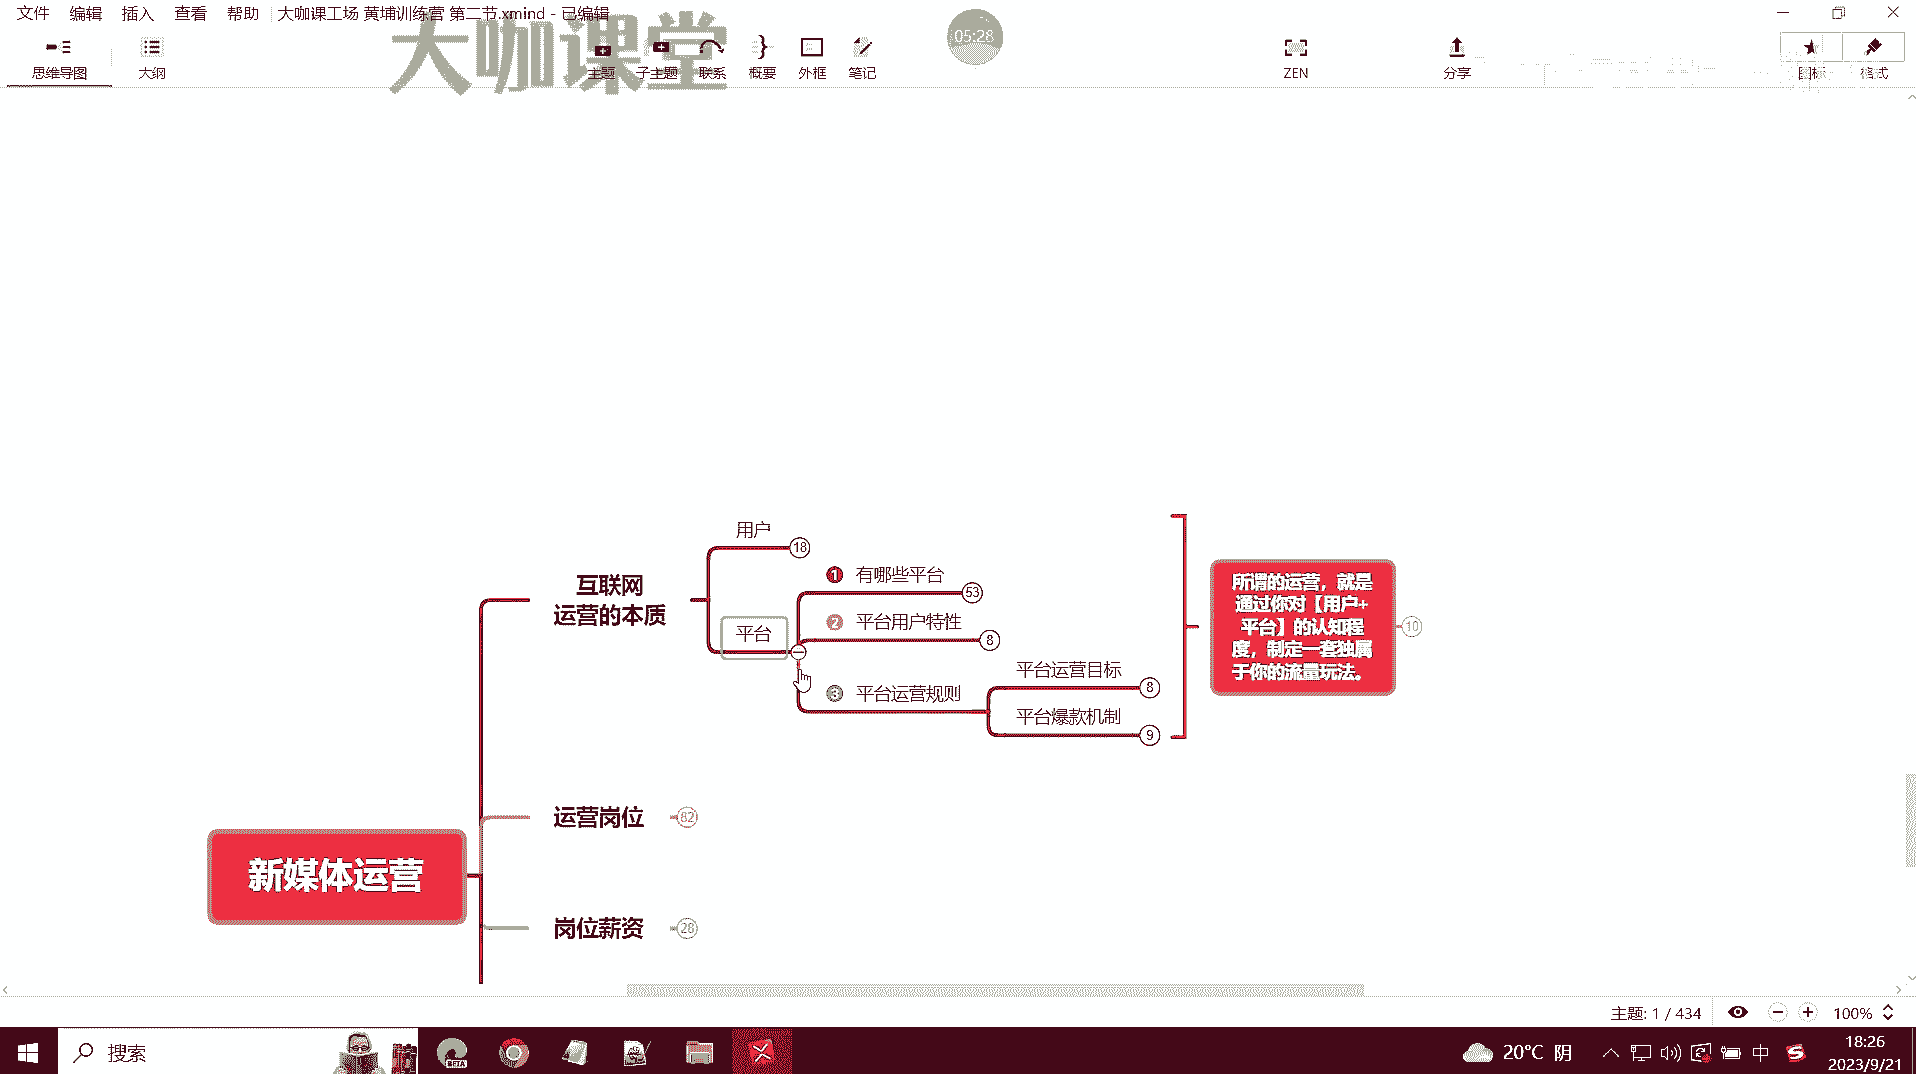 文件 编辑 插入 查看 帮助 大咖课工场 黄埔训练营 第二节.xmind - 已编辑
大咖课堂
05:28
思维导图 大纲 主题 子主题 联系 概要 外框 笔记 ZEN 分享 图标 格式
用户
18
1 有哪些平台
53
互联网
运营的本质
2 平台用户特性
8
平台
平台运营目标
8
3 平台运营规则
平台爆款机制
9
所谓的运营，就是
通过你对【用户+
平台】的认知程
度，制定一套独属
于你的流量玩法。
10
运营岗位 82
新媒体运营
岗位薪资 28
主题: 1 / 434 100%
搜索
BETA
20°C 阴
中
18:26
2023/9/21